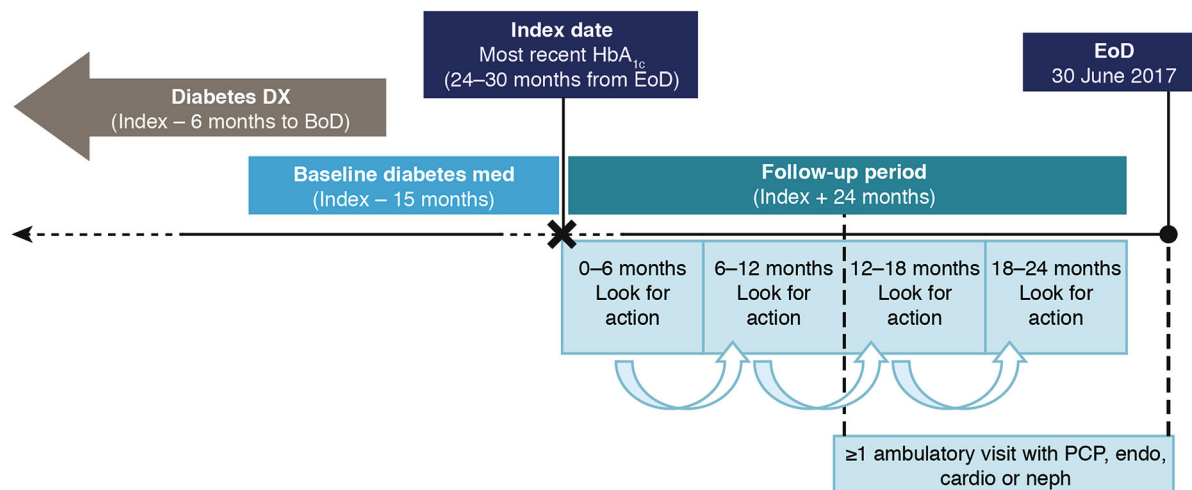 Index date
Most recent HbA1c
(24–30 months from EoD)
EoD
30 June 2017
Diabetes DX
(Index – 6 months to BoD)
Baseline diabetes med
(Index – 15 months)
Follow-up period
(Index + 24 months)
0–6 months
Look for
action
6–12 months
Look for
action
12–18 months
Look for
action
18–24 months
Look for
action
≥1 ambulatory visit with PCP, endo,
cardio or neph